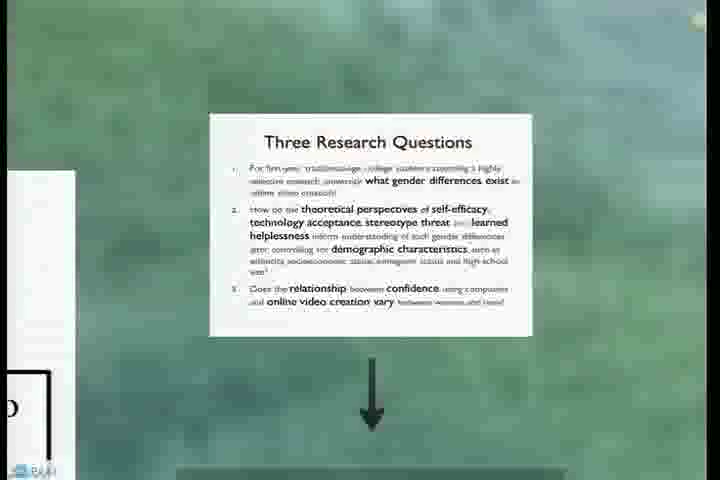 Three Research Questions
1. For first-year, traditional-age college students attending a highly
selective research university what gender differences exist in
online video creation?
2. How do the theoretical perspectives of self-efficacy,
technology acceptance, stereotype threat and learned
helplessness inform understanding of such gender differences
after controlling for demographic characteristics, such as
ethnicity, socioeconomic status, immigrant status and high school
3. Does the relationship between confidence using computers
and online video creation vary between women and men?